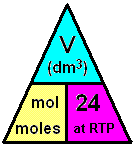 V
(dm³)
mol
moles
24
at RTP